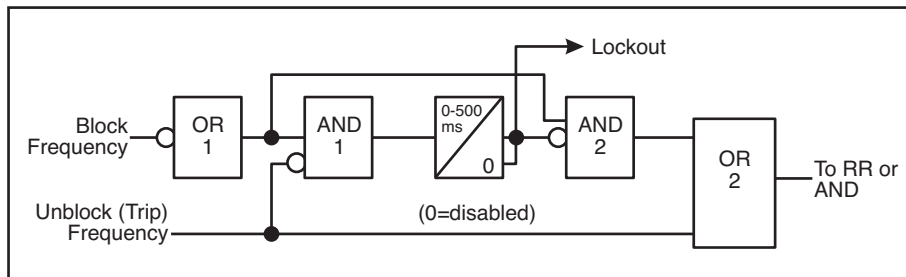 Lockout
Block
Frequency
OR
1
AND
1
0-500
ms
0
AND
2
OR
2
To RR or
AND
Unblock (Trip)
Frequency
(0=disabled)